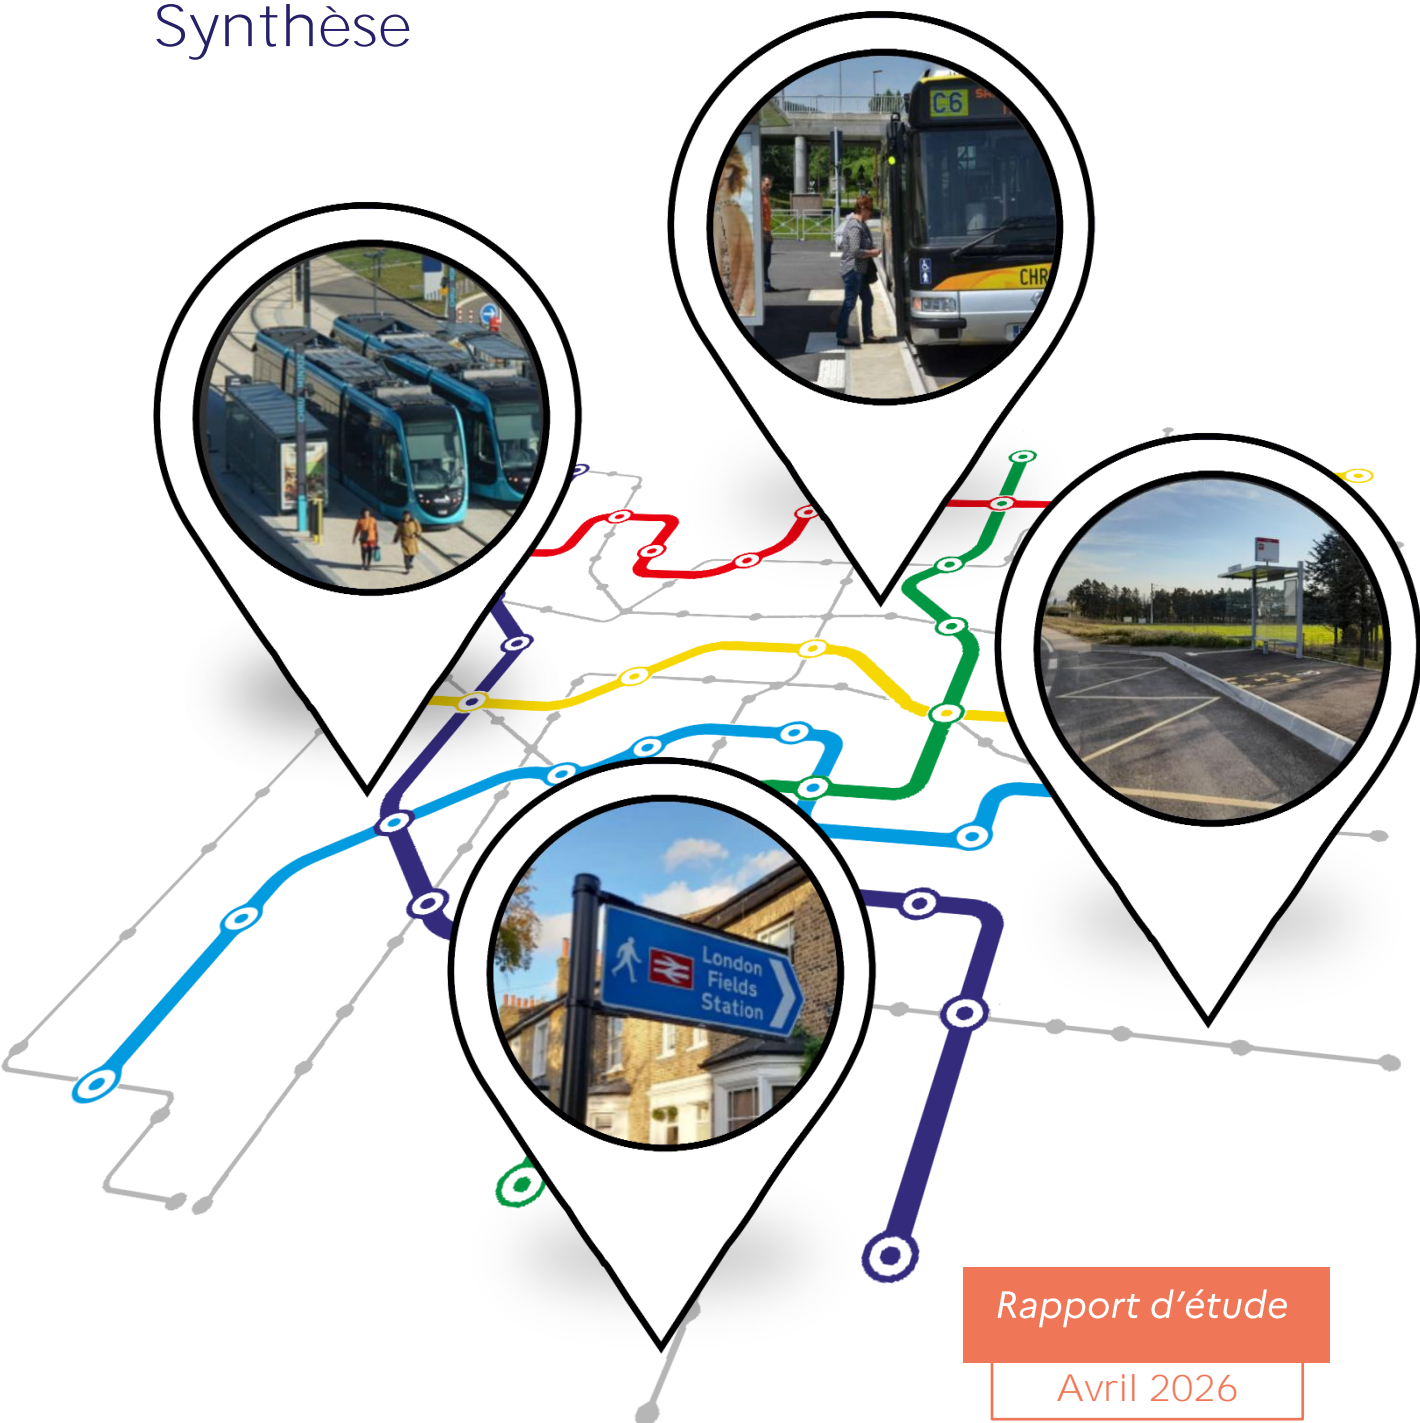 Synthèse
C6
CHR
London
Fields
Station
Rapport d'étude
Avril 2026